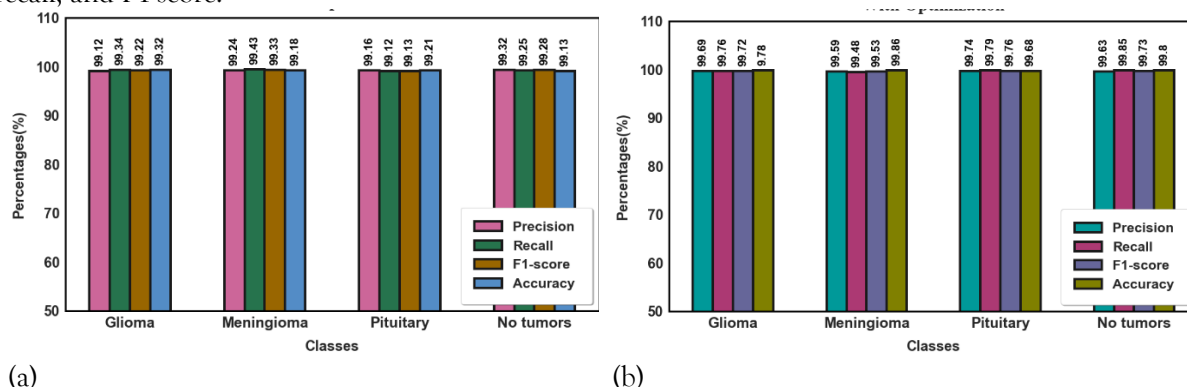 recall, and F1 score.
With Optimization
110
100
90
80
70
60
50
Percentages(%)
99.12
99.34
99.22
99.32
99.24
99.43
99.33
99.18
99.16
99.12
99.13
99.21
99.32
99.25
99.28
99.13
Precision
Recall
F1-score
Accuracy
Glioma Meningioma Pituitary No tumors
Classes
(a)
110
100
90
80
70
60
50
Percentages(%)
99.69
99.76
99.72
9.78
99.59
99.48
99.53
99.86
99.74
99.79
99.76
99.68
99.63
99.85
99.73
99.8
Precision
Recall
F1-score
Accuracy
Glioma Meningioma Pituitary No tumors
Classes
(b)